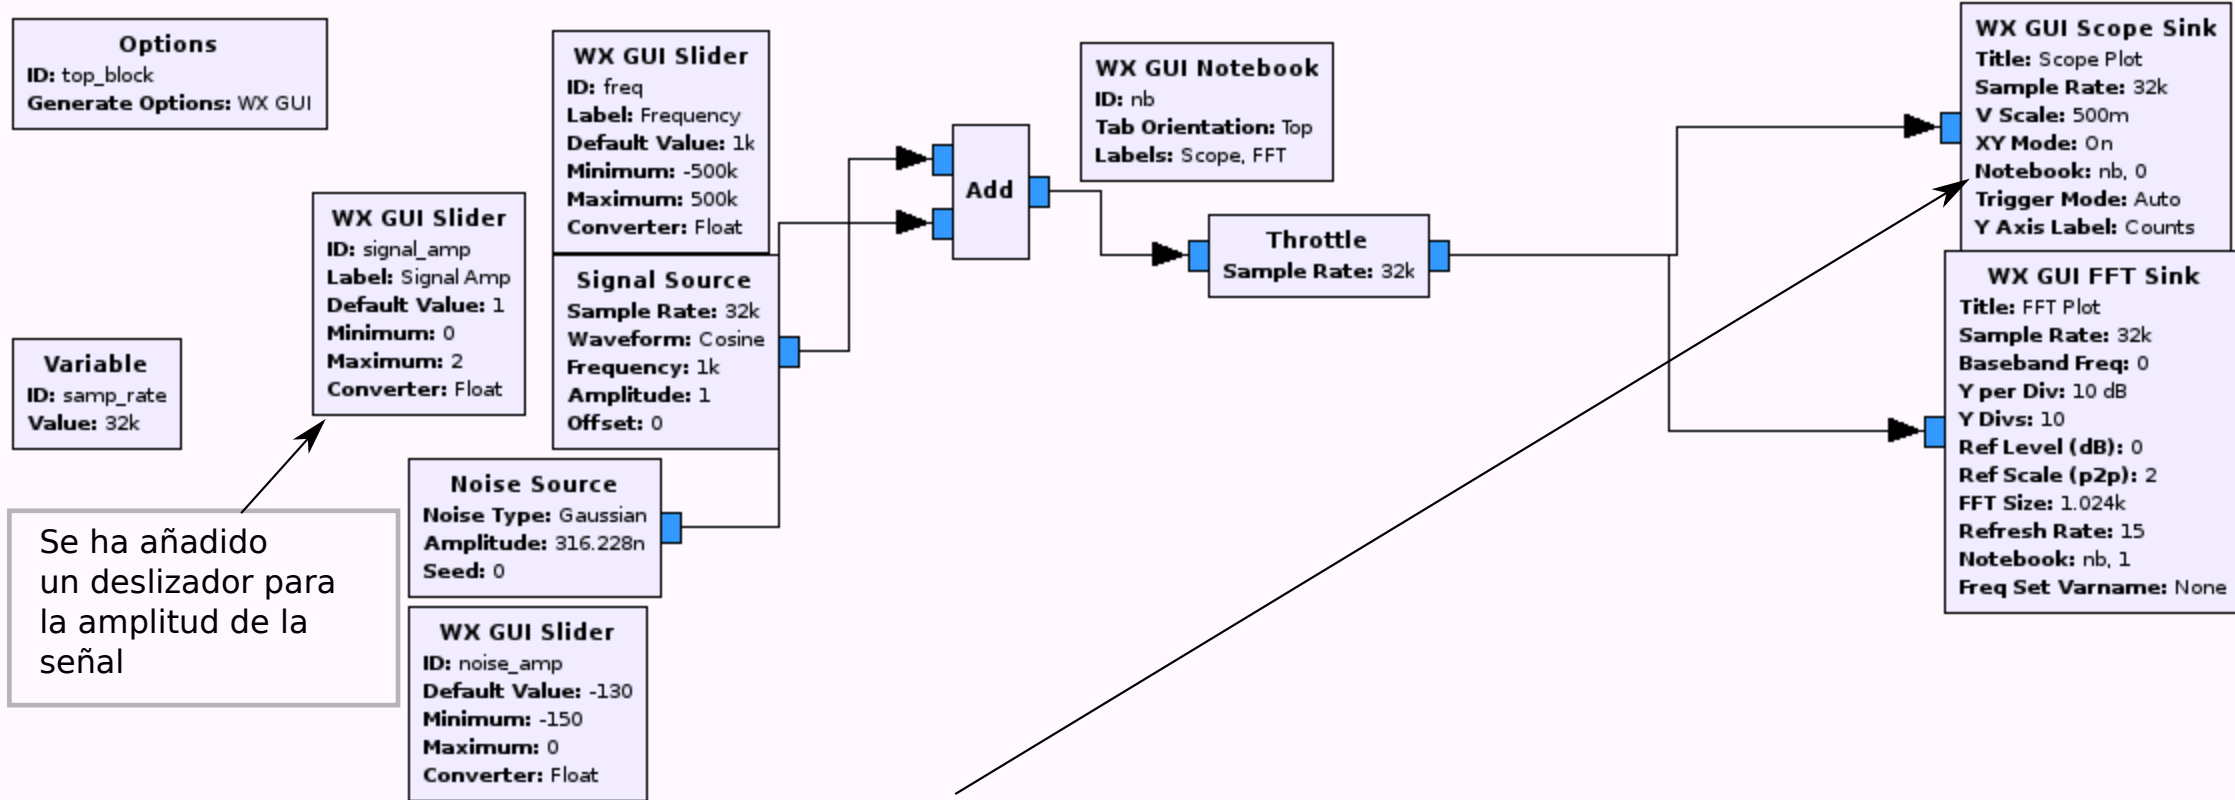 Options
ID: top_block
Generate Options: WX GUI
Variable
ID: samp_rate
Value: 32k
WX GUI Slider
ID: signal_amp
Label: Signal Amp
Default Value: 1
Minimum: 0
Maximum: 2
Converter: Float
Se ha añadido
un deslizador para
la amplitud de la
señal
WX GUI Slider
ID: freq
Label: Frequency
Default Value: 1k
Minimum: -500k
Maximum: 500k
Converter: Float
Signal Source
Sample Rate: 32k
Waveform: Cosine
Frequency: 1k
Amplitude: 1
Offset: 0
Noise Source
Noise Type: Gaussian
Amplitude: 316.228n
Seed: 0
WX GUI Slider
ID: noise_amp
Default Value: -130
Minimum: -150
Maximum: 0
Converter: Float
Add
WX GUI Notebook
ID: nb
Tab Orientation: Top
Labels: Scope, FFT
Throttle
Sample Rate: 32k
WX GUI Scope Sink
Title: Scope Plot
Sample Rate: 32k
V Scale: 500m
XY Mode: On
Notebook: nb, 0
Trigger Mode: Auto
Y Axis Label: Counts
WX GUI FFT Sink
Title: FFT Plot
Sample Rate: 32k
Baseband Freq: 0
Y per Div: 10 dB
Y Divs: 10
Ref Level (dB): 0
Ref Scale (p2p): 2
FFT Size: 1.024k
Refresh Rate: 15
Notebook: nb, 1
Freq Set Varname: None